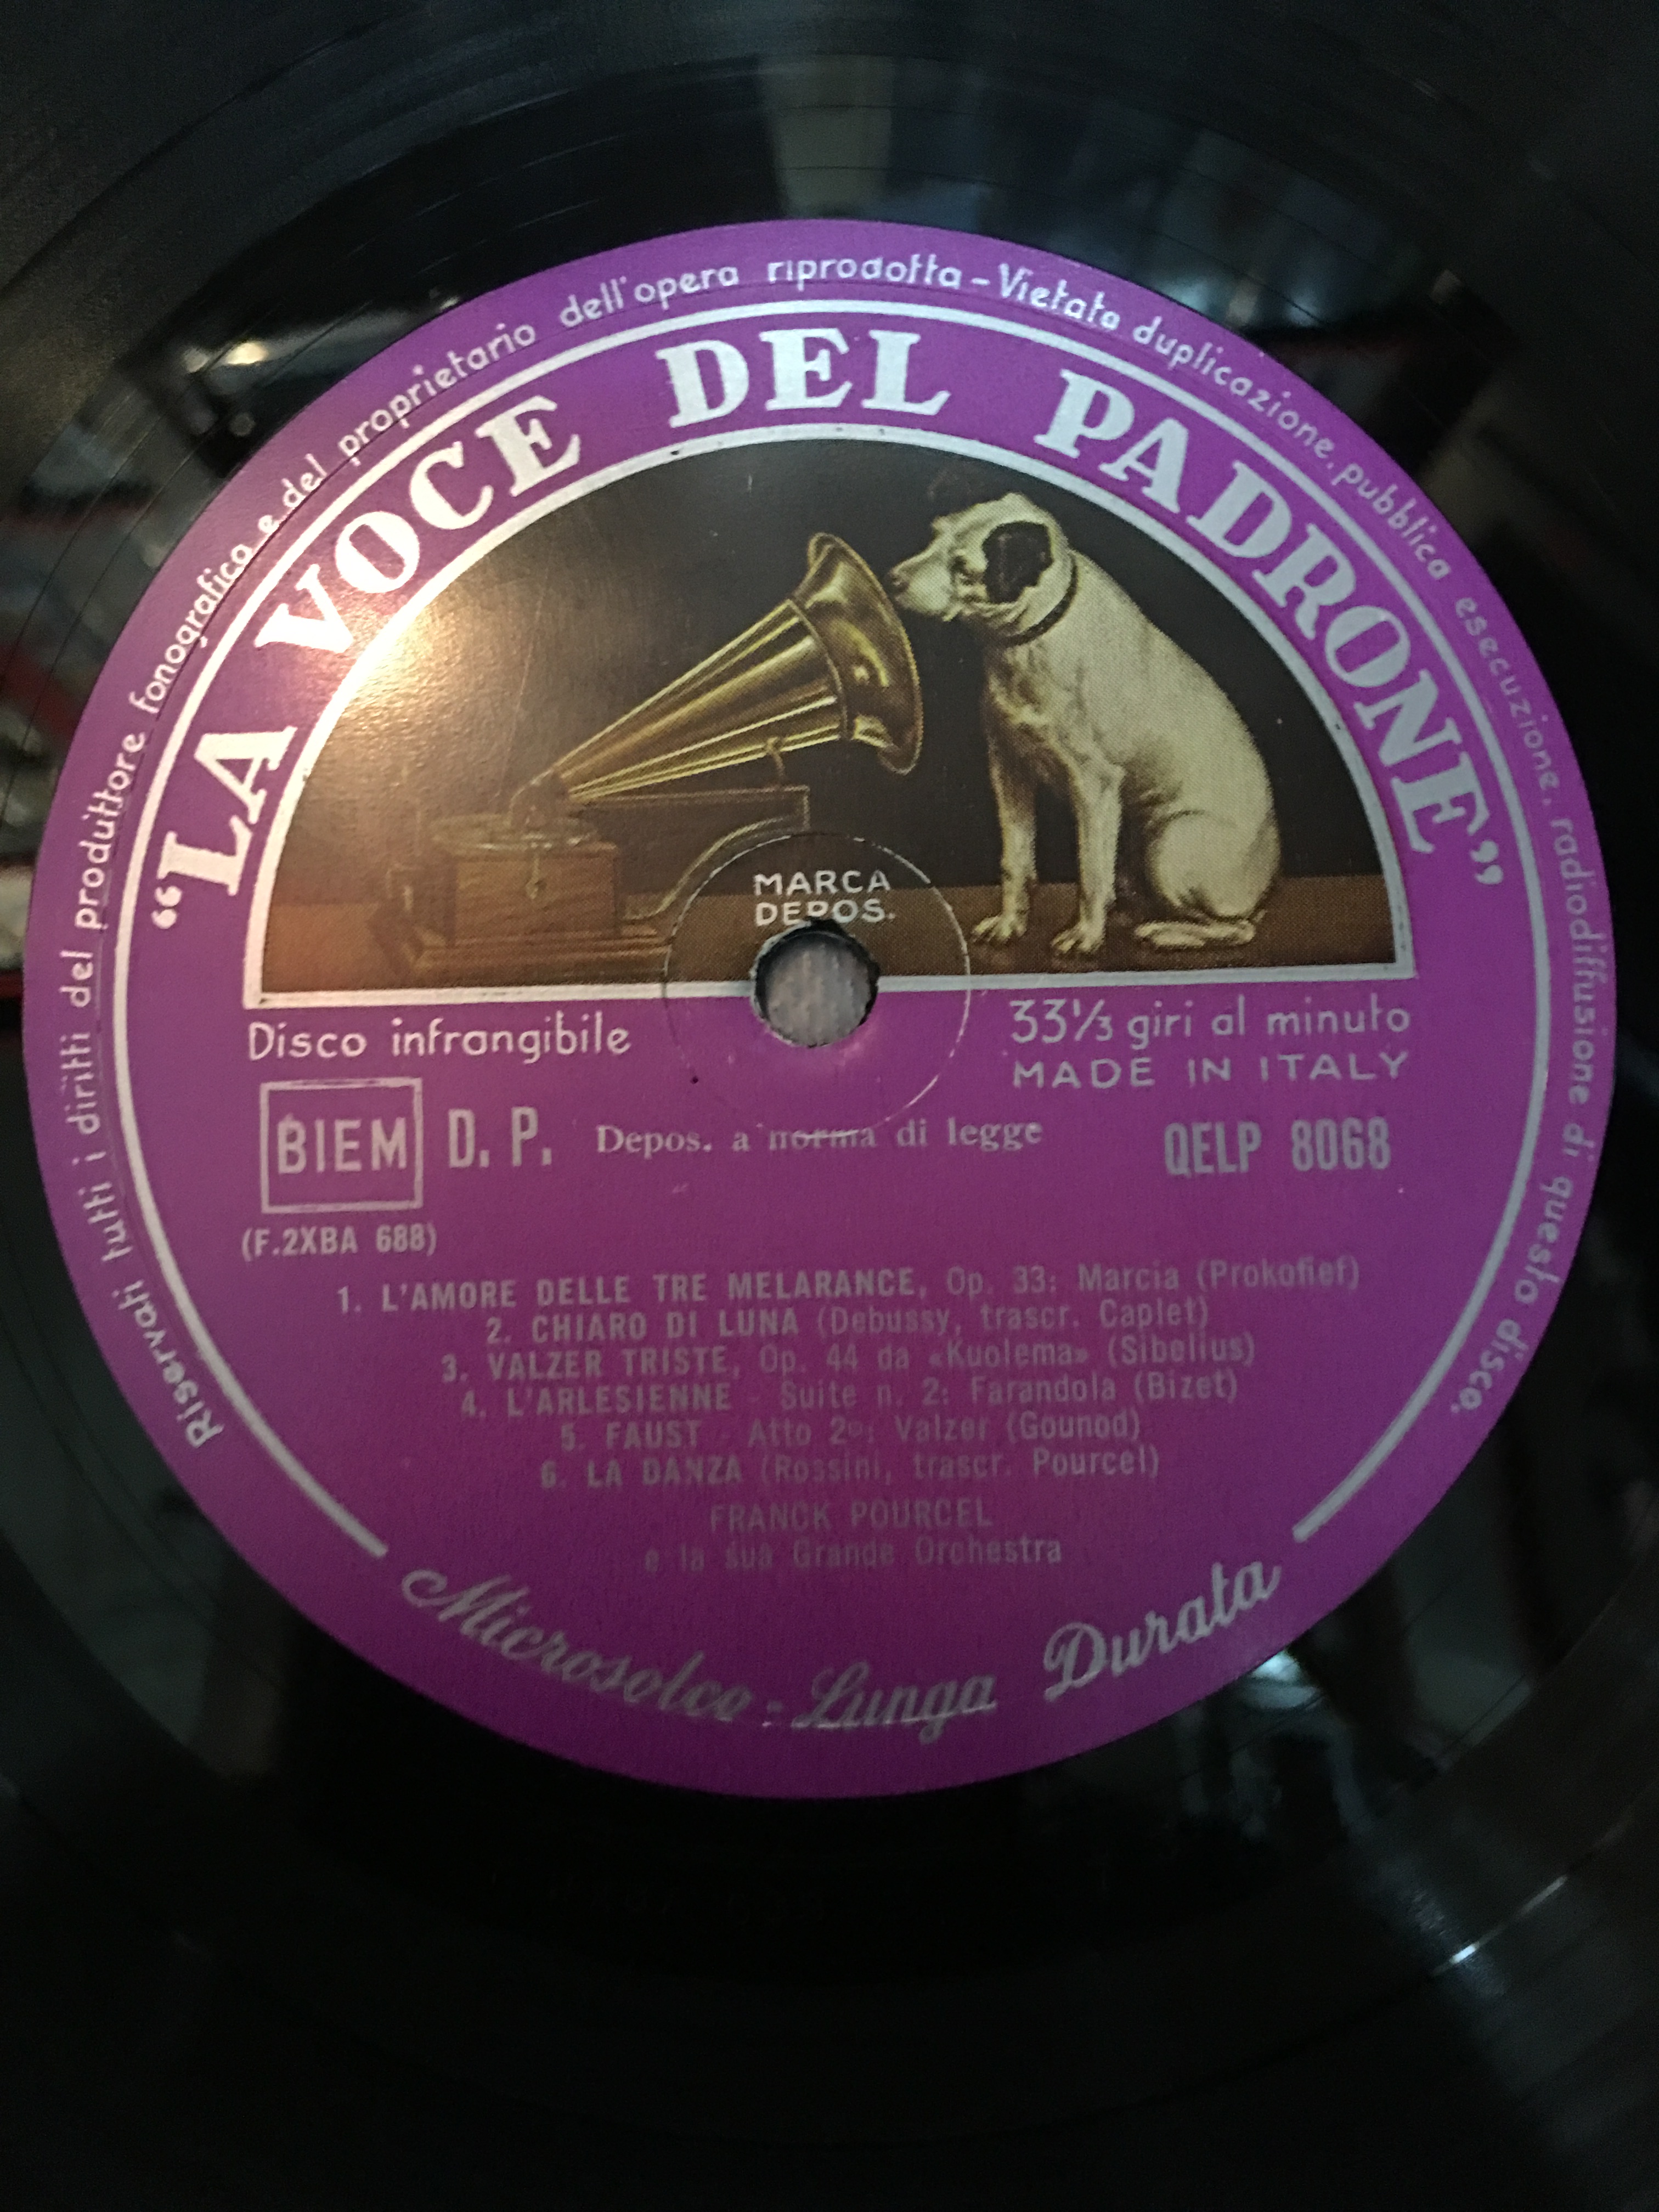 Riservati tutti i diritti del produttore fonografico e del proprietario dell'opera riprodotta - Vietata duplicazione, pubblica esecuzione, radiodiffusione di questo disco.
“LA VOCE DEL PADRONE”
MARCA
DEPOS.
Disco infrangibile
33⅓ giri al minuto
MADE IN ITALY
BIEM D. P. Depos. a norma di legge QELP 8068
(F.2XBA 688)
1. L'AMORE DELLE TRE MELARANCE, Op. 33: Marcia (Prokofief)
2. CHIARO DI LUNA (Debussy, trascr. Caplet)
3. VALZER TRISTE, Op. 44 da «Kuolema» (Sibelius)
4. L'ARLESIENNE - Suite n. 2: Farandola (Bizet)
5. FAUST - Atto 2º: Valzer (Gounod)
6. LA DANZA (Rossini, trascr. Pourcel)
FRANCK POURCEL
e la sua Grande Orchestra
Microsolco - Lunga Durata